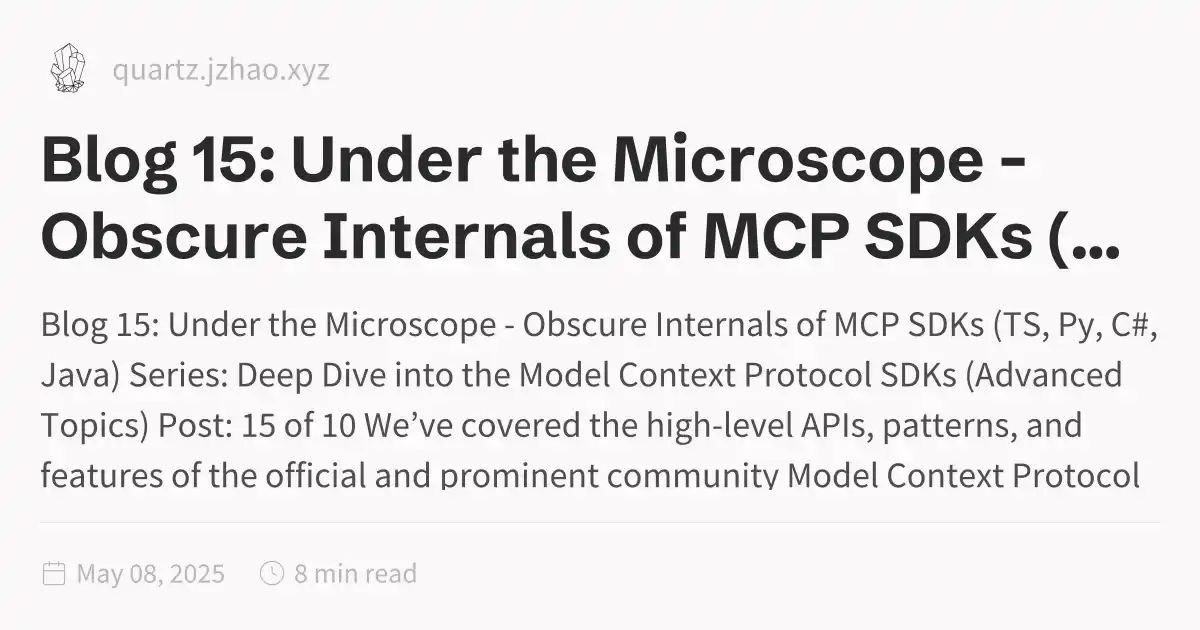 quartz.jzhao.xyz
Blog 15: Under the Microscope -
Obscure Internals of MCP SDKs (...
Blog 15: Under the Microscope - Obscure Internals of MCP SDKs (TS, Py, C#,
Java) Series: Deep Dive into the Model Context Protocol SDKs (Advanced
Topics) Post: 15 of 10 We’ve covered the high-level APIs, patterns, and
features of the official and prominent community Model Context Protocol
May 08, 2025 8 min read